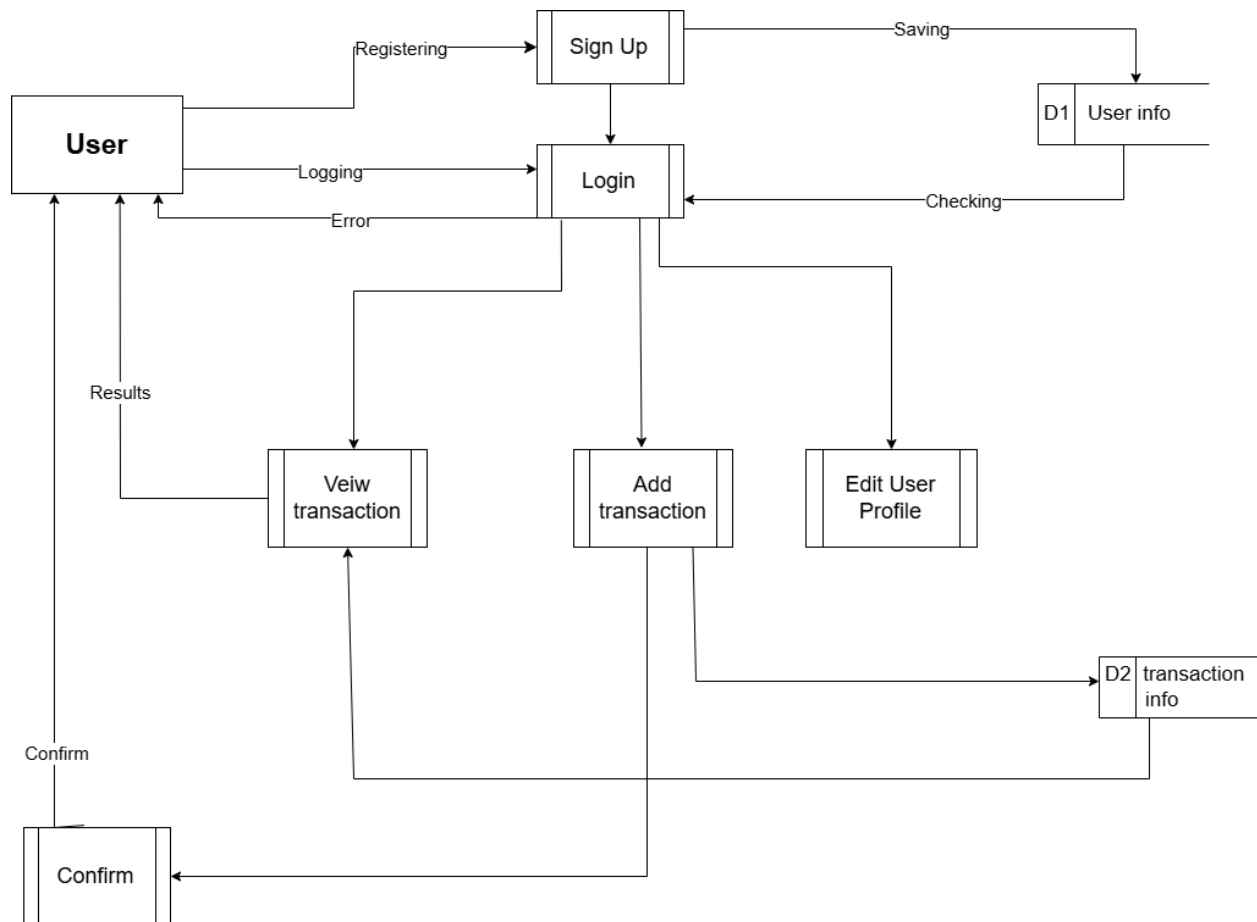 Sign Up
Saving
Registering
D1
User info
User
Logging
Login
Checking
Error
Results
Veiw
transaction
Add
transaction
Edit User
Profile
D2
transaction
info
Confirm
Confirm